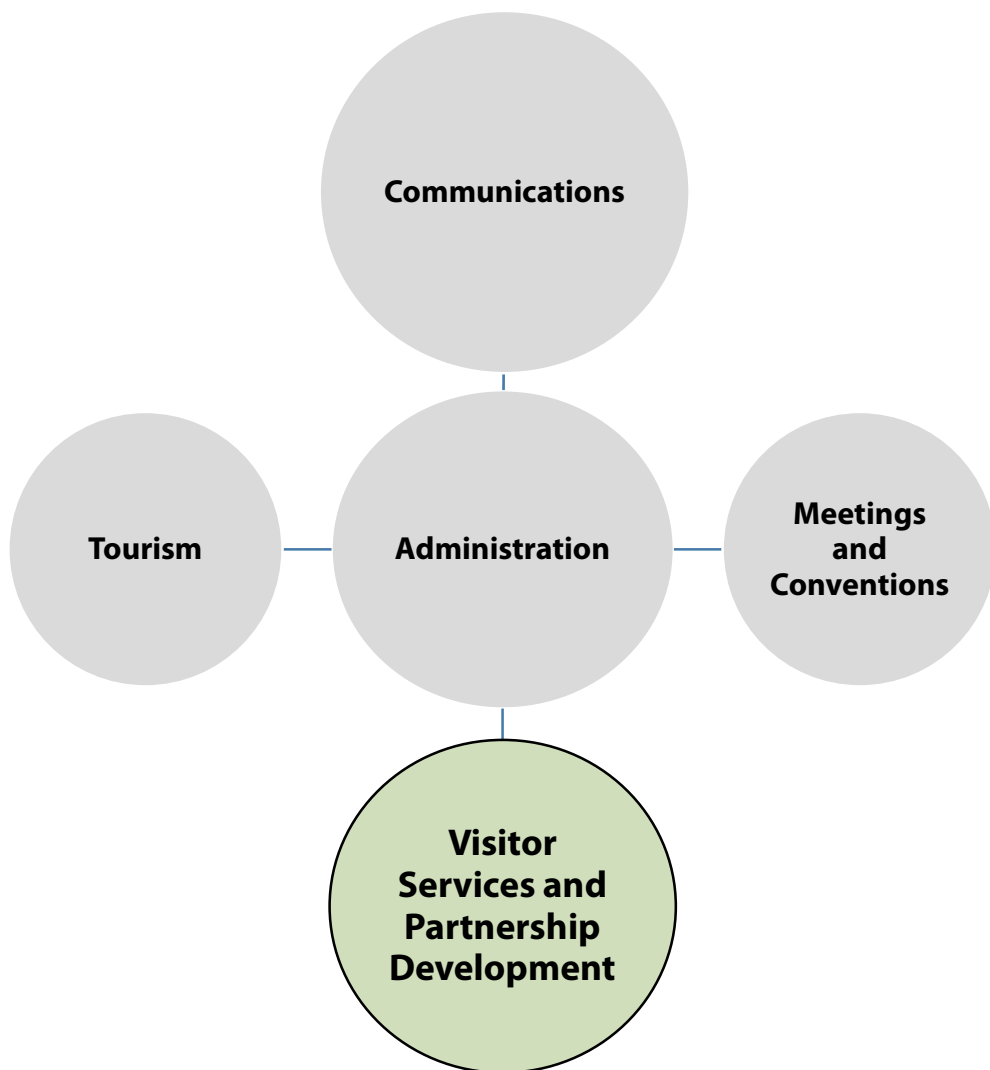 Communications
Tourism
Administration
Meetings
and
Conventions
Visitor
Services and
Partnership
Development